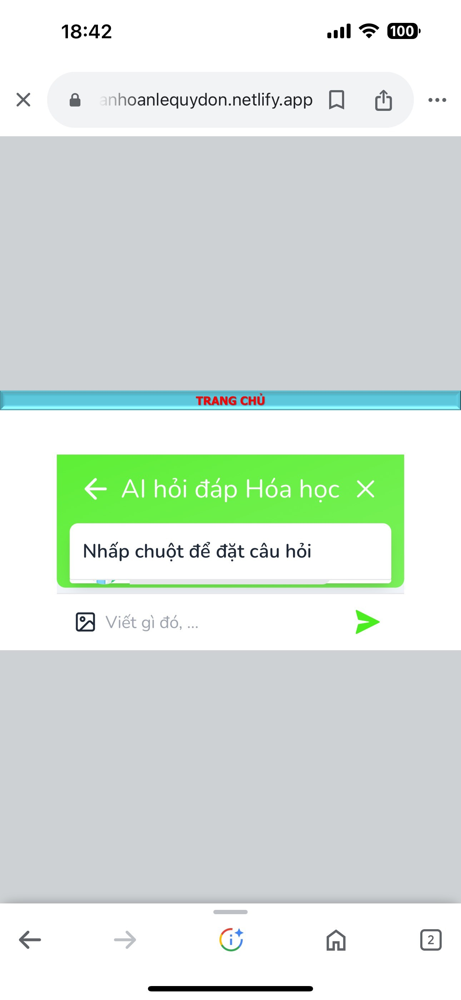 18:42
100
anhoanlequydon.netlify.app
TRANG CHỦ
AI hỏi đáp Hóa học
Nhấp chuột để đặt câu hỏi
Viết gì đó, ...
2